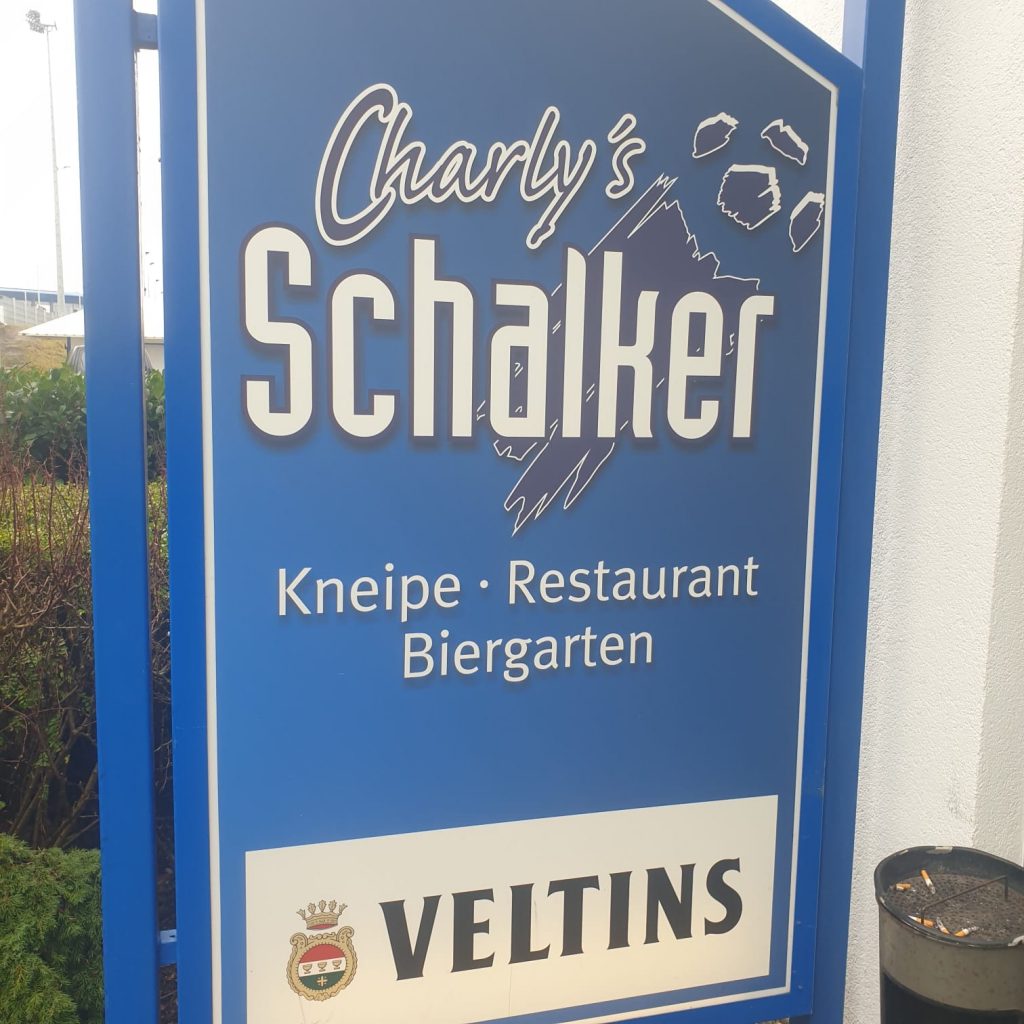 Charly's
Schalker
Kneipe · Restaurant
Biergarten
VELTINS